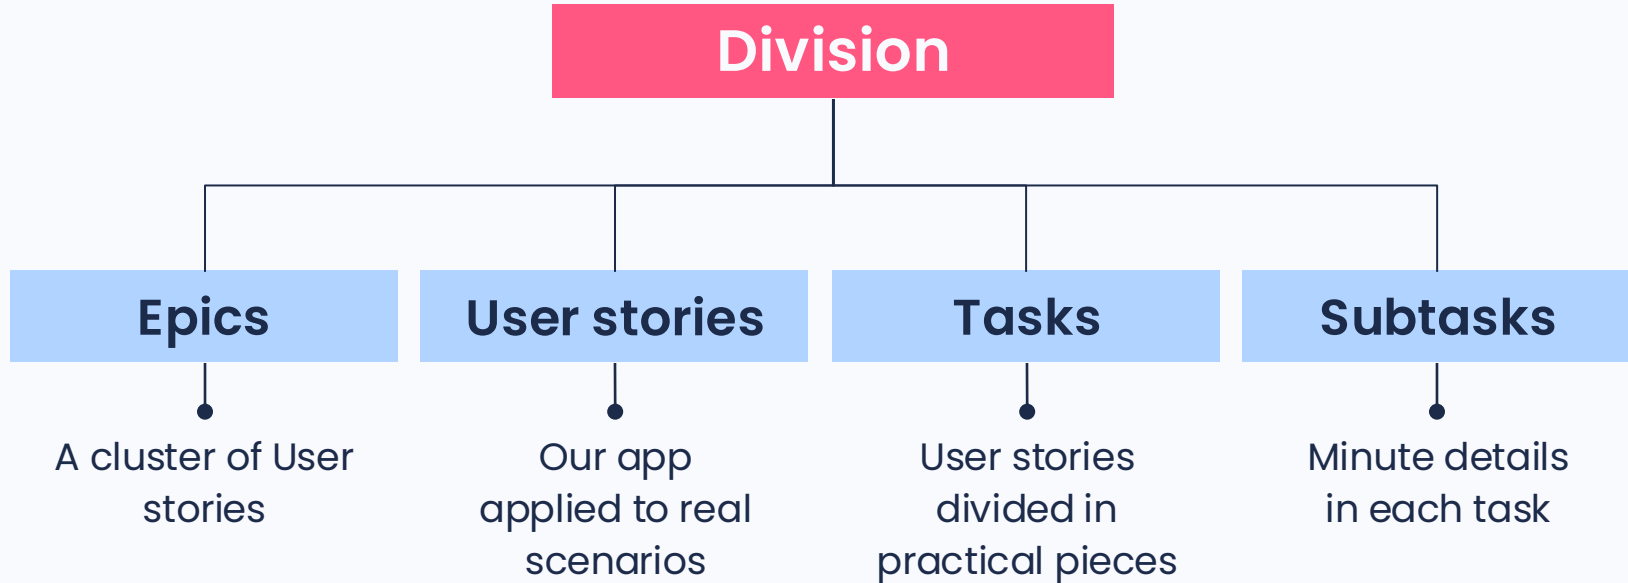 Division
Epics
User stories
Tasks
Subtasks
A cluster of User
stories
Our app
applied to real
scenarios
User stories
divided in
practical pieces
Minute details
in each task